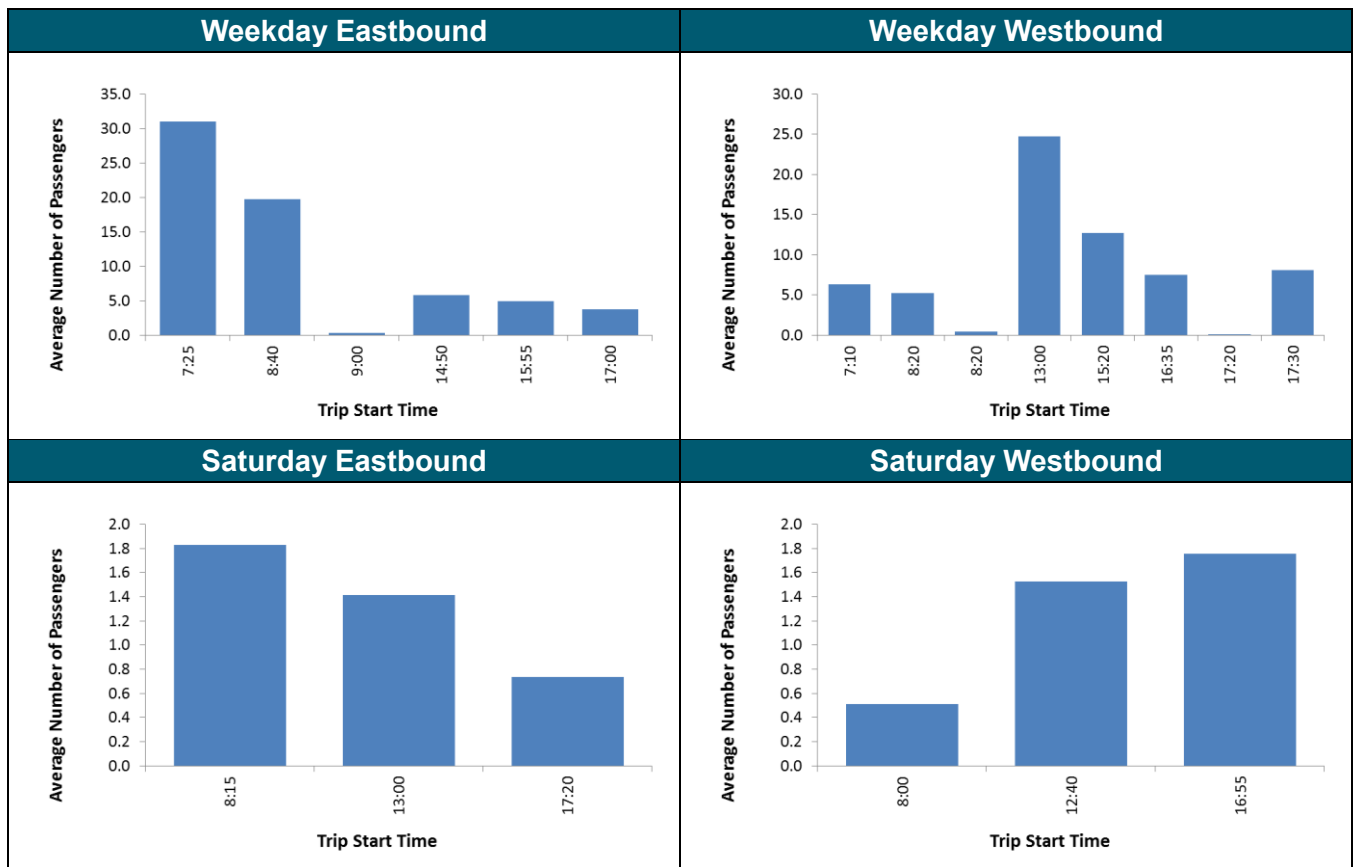 Weekday Eastbound
Average Number of Passengers
35.0
30.0
25.0
20.0
15.0
10.0
5.0
0.0
7:25 8:40 9:00 14:50 15:55 17:00
Trip Start Time
Weekday Westbound
Average Number of Passengers
30.0
25.0
20.0
15.0
10.0
5.0
0.0
7:10 8:20 8:20 13:00 15:20 16:35 17:20 17:30
Trip Start Time
Saturday Eastbound
Average Number of Passengers
2.0
1.8
1.6
1.4
1.2
1.0
0.8
0.6
0.4
0.2
0.0
8:15 13:00 17:20
Trip Start Time
Saturday Westbound
Average Number of Passengers
2.0
1.8
1.6
1.4
1.2
1.0
0.8
0.6
0.4
0.2
0.0
8:00 12:40 16:55
Trip Start Time